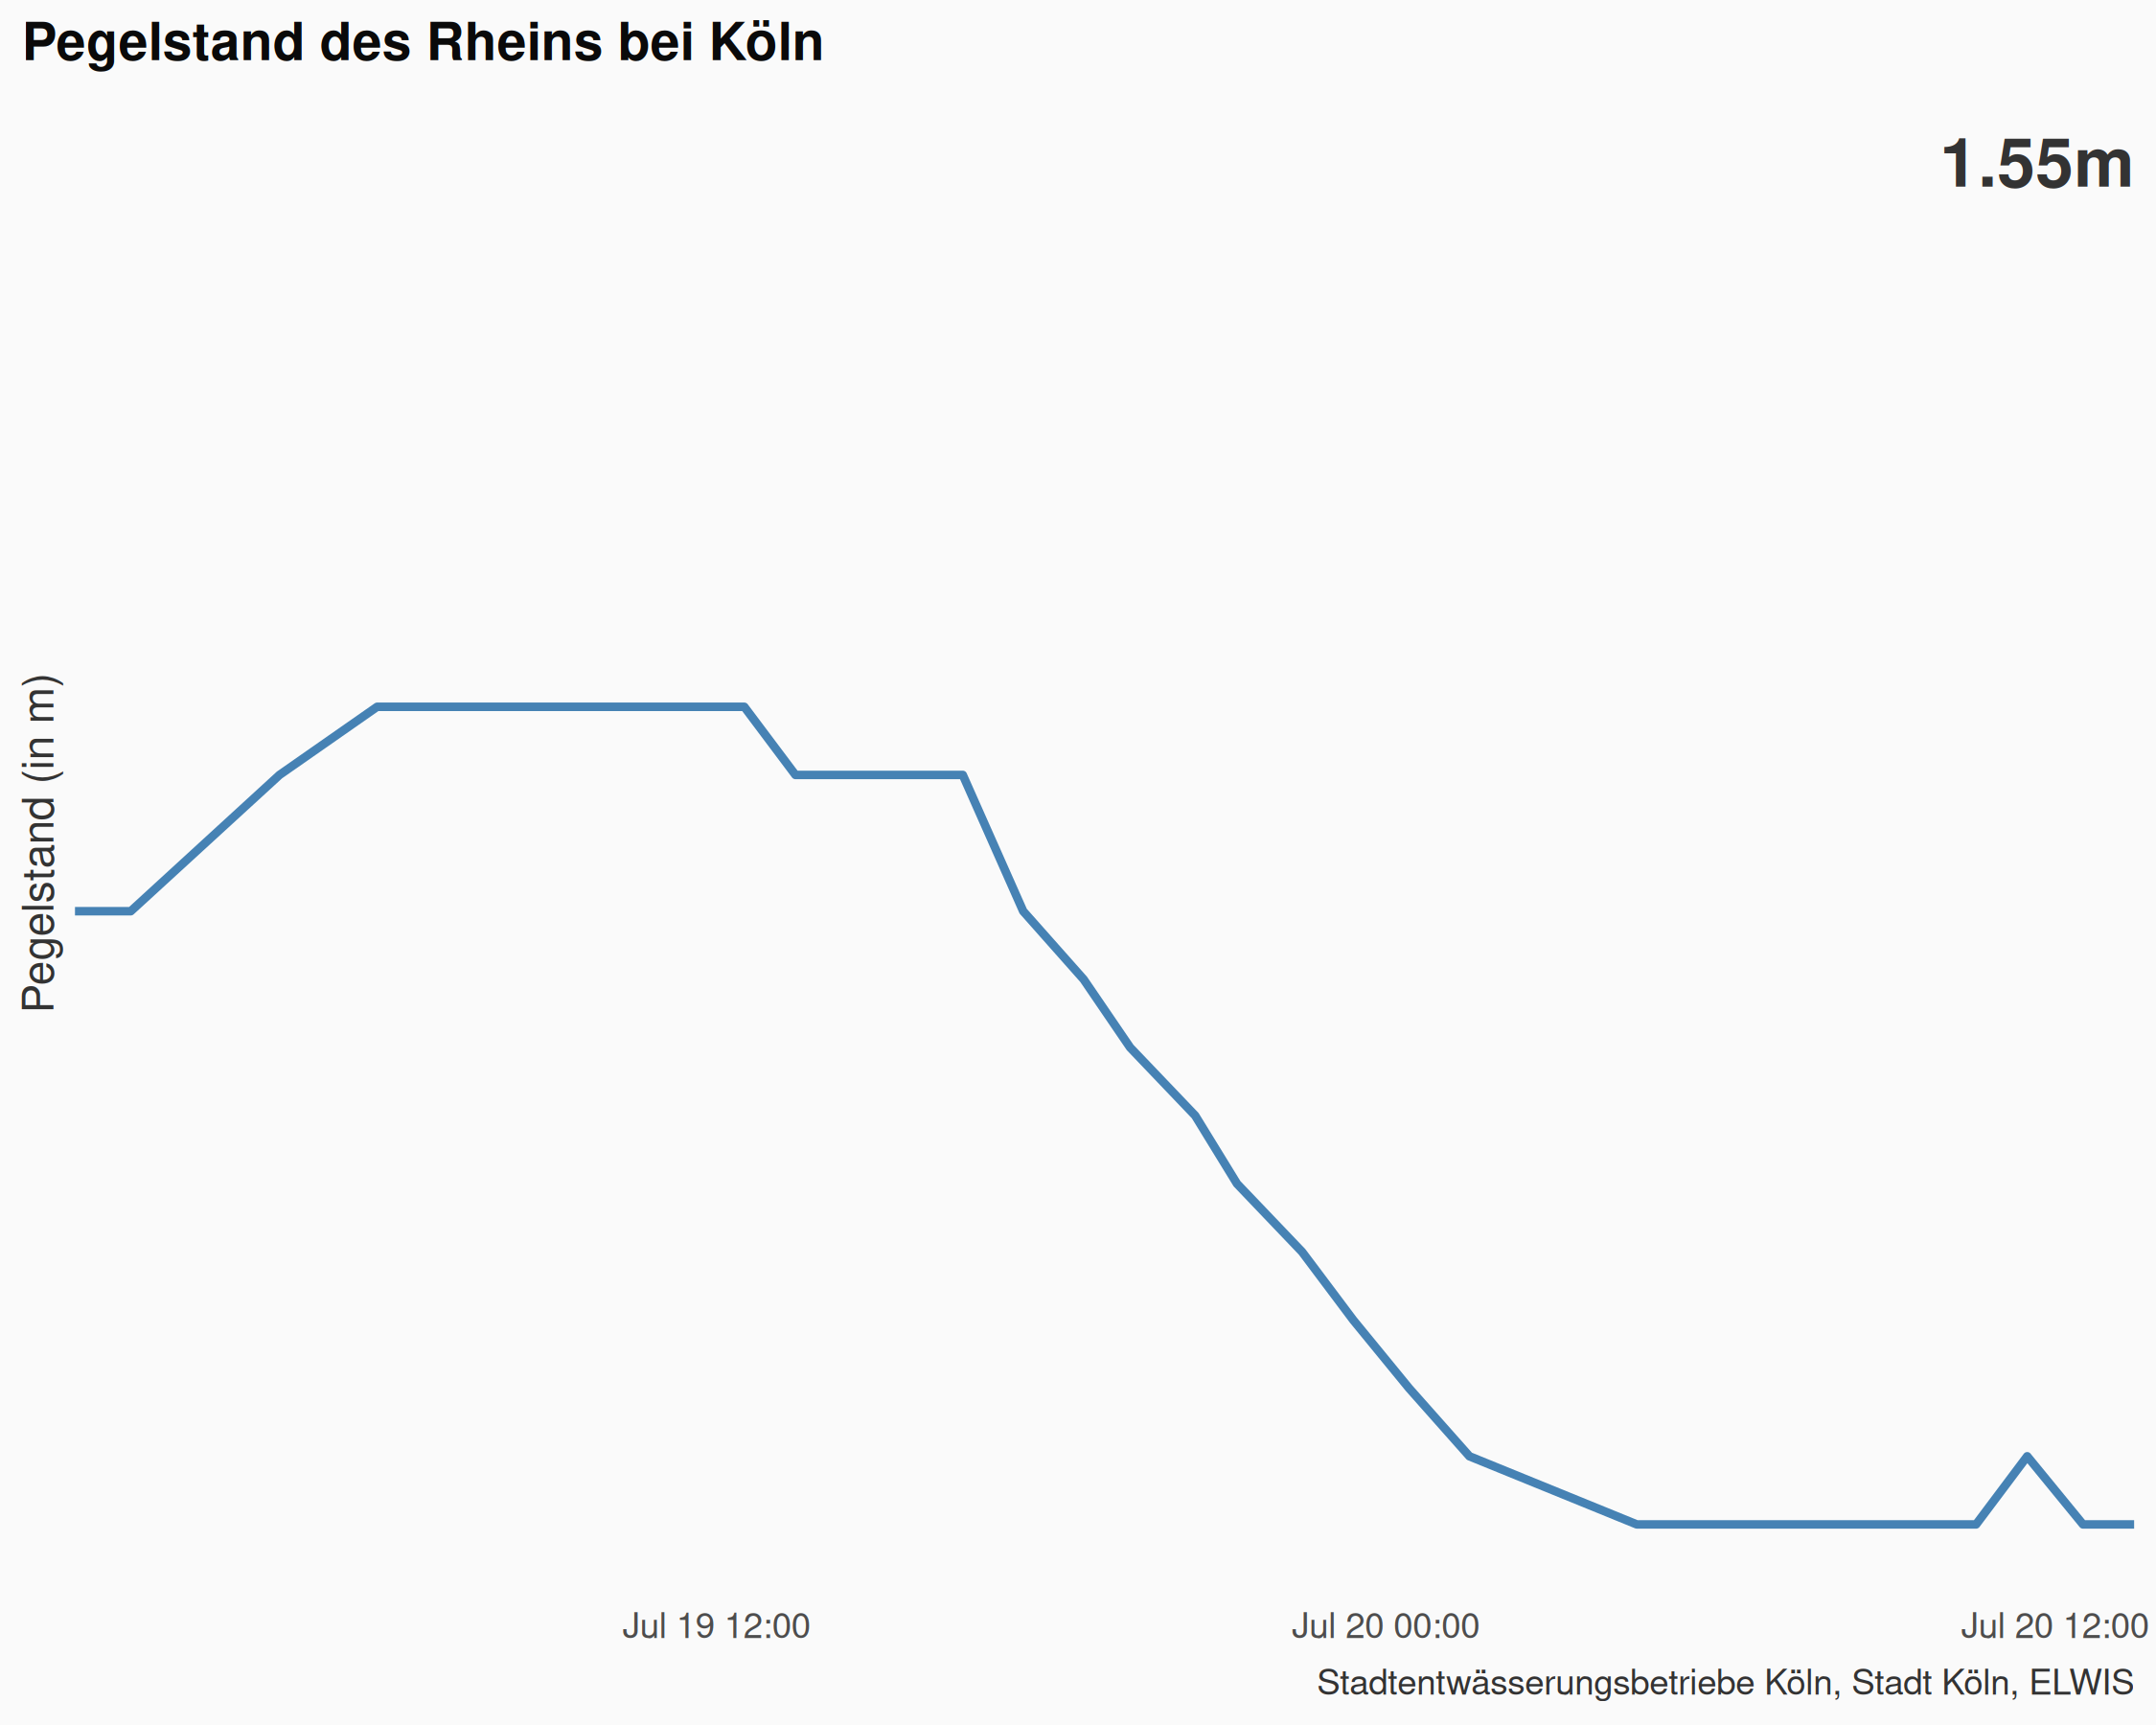 Pegelstand des Rheins bei Köln
1.55m
Pegelstand (in m)
Jul 19 12:00
Jul 20 00:00
Jul 20 12:00
Stadtentwässerungsbetriebe Köln, Stadt Köln, ELWIS